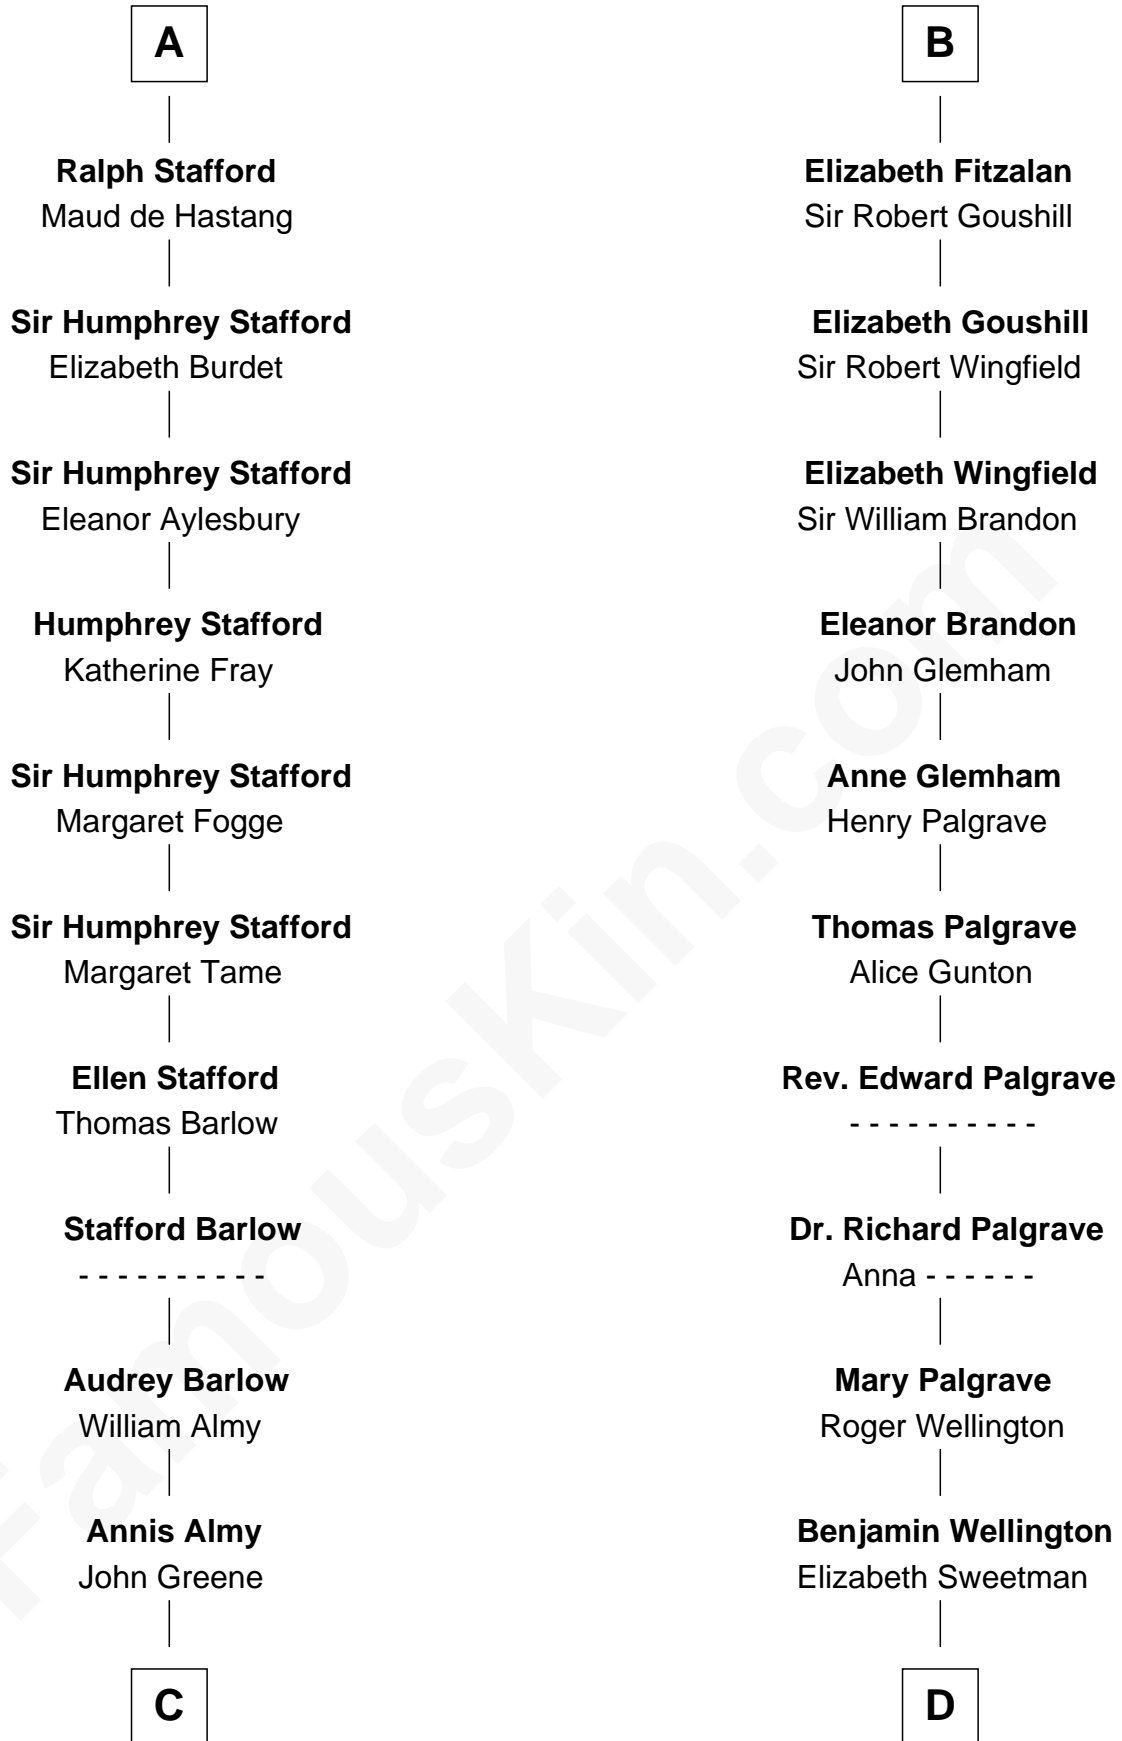 A
Ralph Stafford
Maud de Hastang
Sir Humphrey Stafford
Elizabeth Burdet
Sir Humphrey Stafford
Eleanor Aylesbury
Humphrey Stafford
Katherine Fray
Sir Humphrey Stafford
Margaret Fogge
Sir Humphrey Stafford
Margaret Tame
Ellen Stafford
Thomas Barlow
Stafford Barlow
- - - - - - - - - -
Audrey Barlow
William Almy
Annis Almy
John Greene
C
B
Elizabeth Fitzalan
Sir Robert Goushill
Elizabeth Goushill
Sir Robert Wingfield
Elizabeth Wingfield
Sir William Brandon
Eleanor Brandon
John Glemham
Anne Glemham
Henry Palgrave
Thomas Palgrave
Alice Gunton
Rev. Edward Palgrave
- - - - - - - - - -
Dr. Richard Palgrave
Anna - - - - - -
Mary Palgrave
Roger Wellington
Benjamin Wellington
Elizabeth Sweetman
D
FamousKin.com